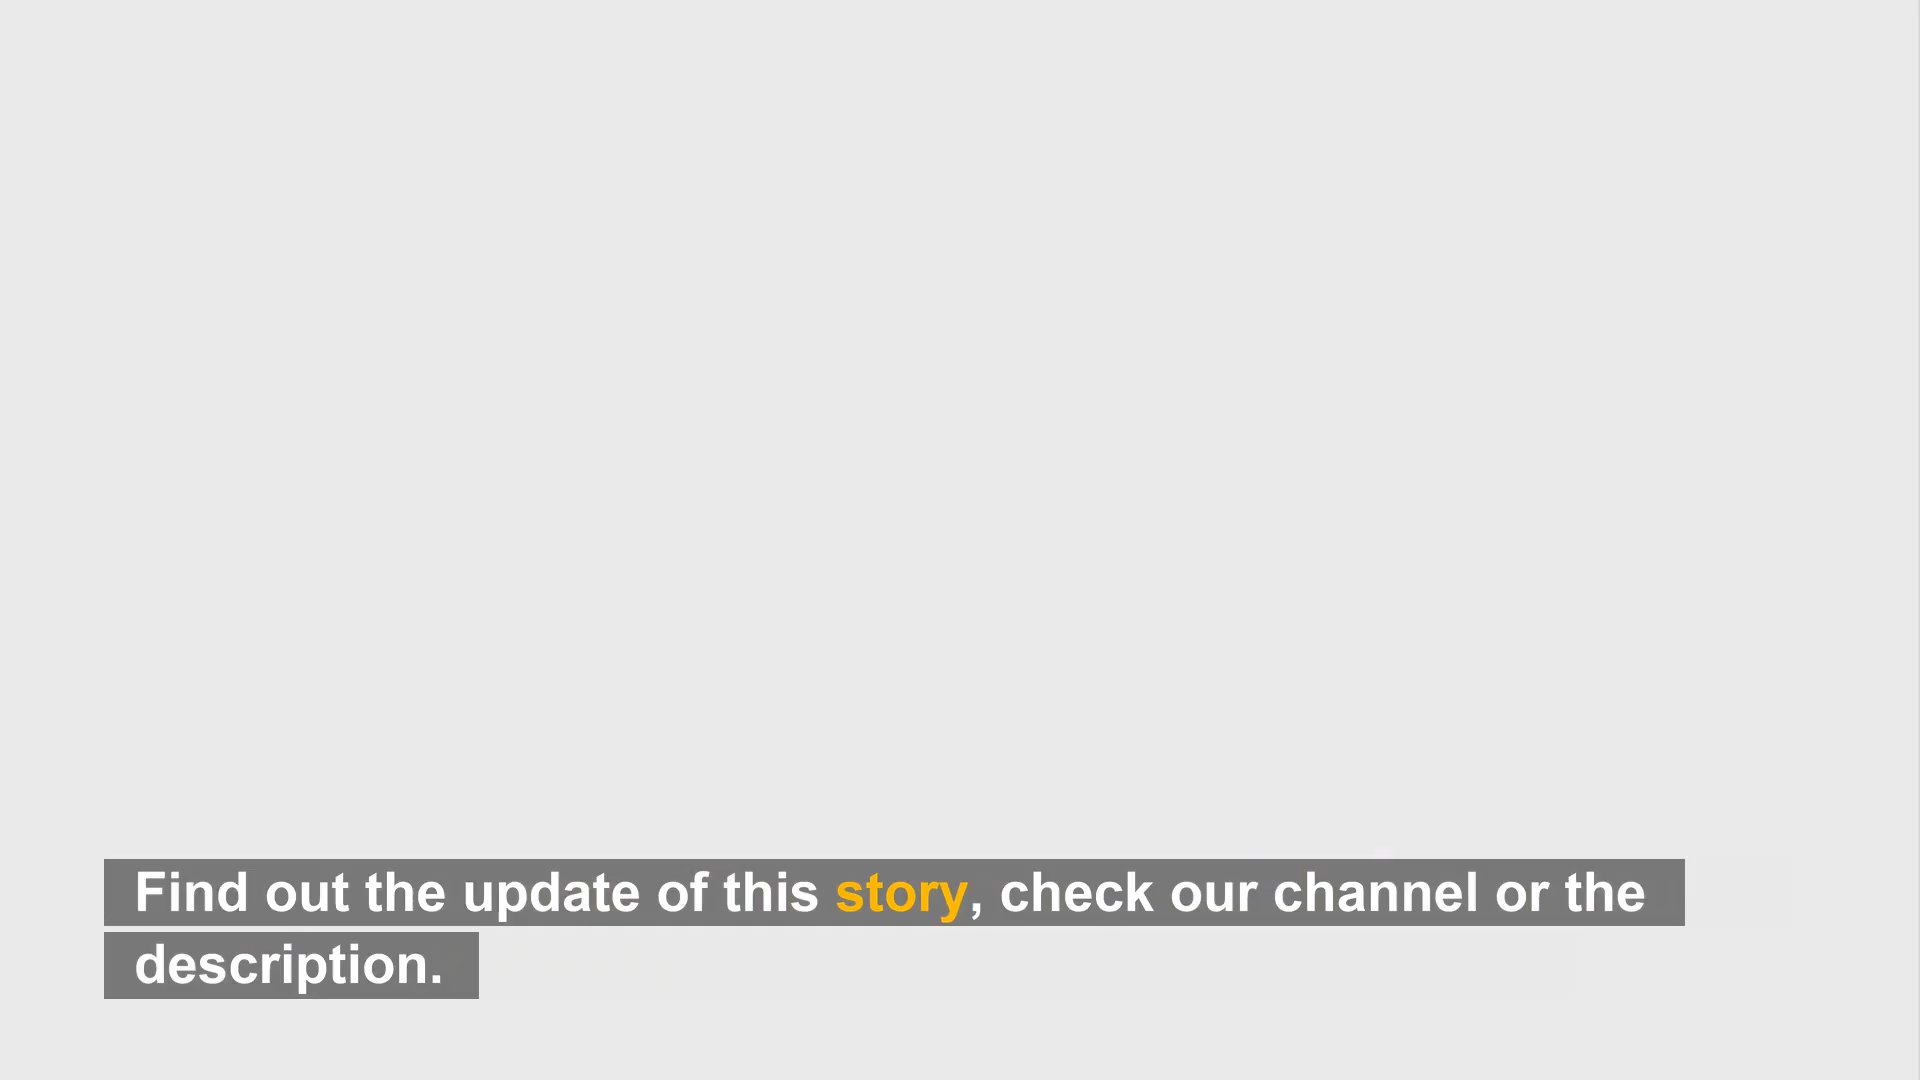 Find out the update of this story, check our channel or the
description.